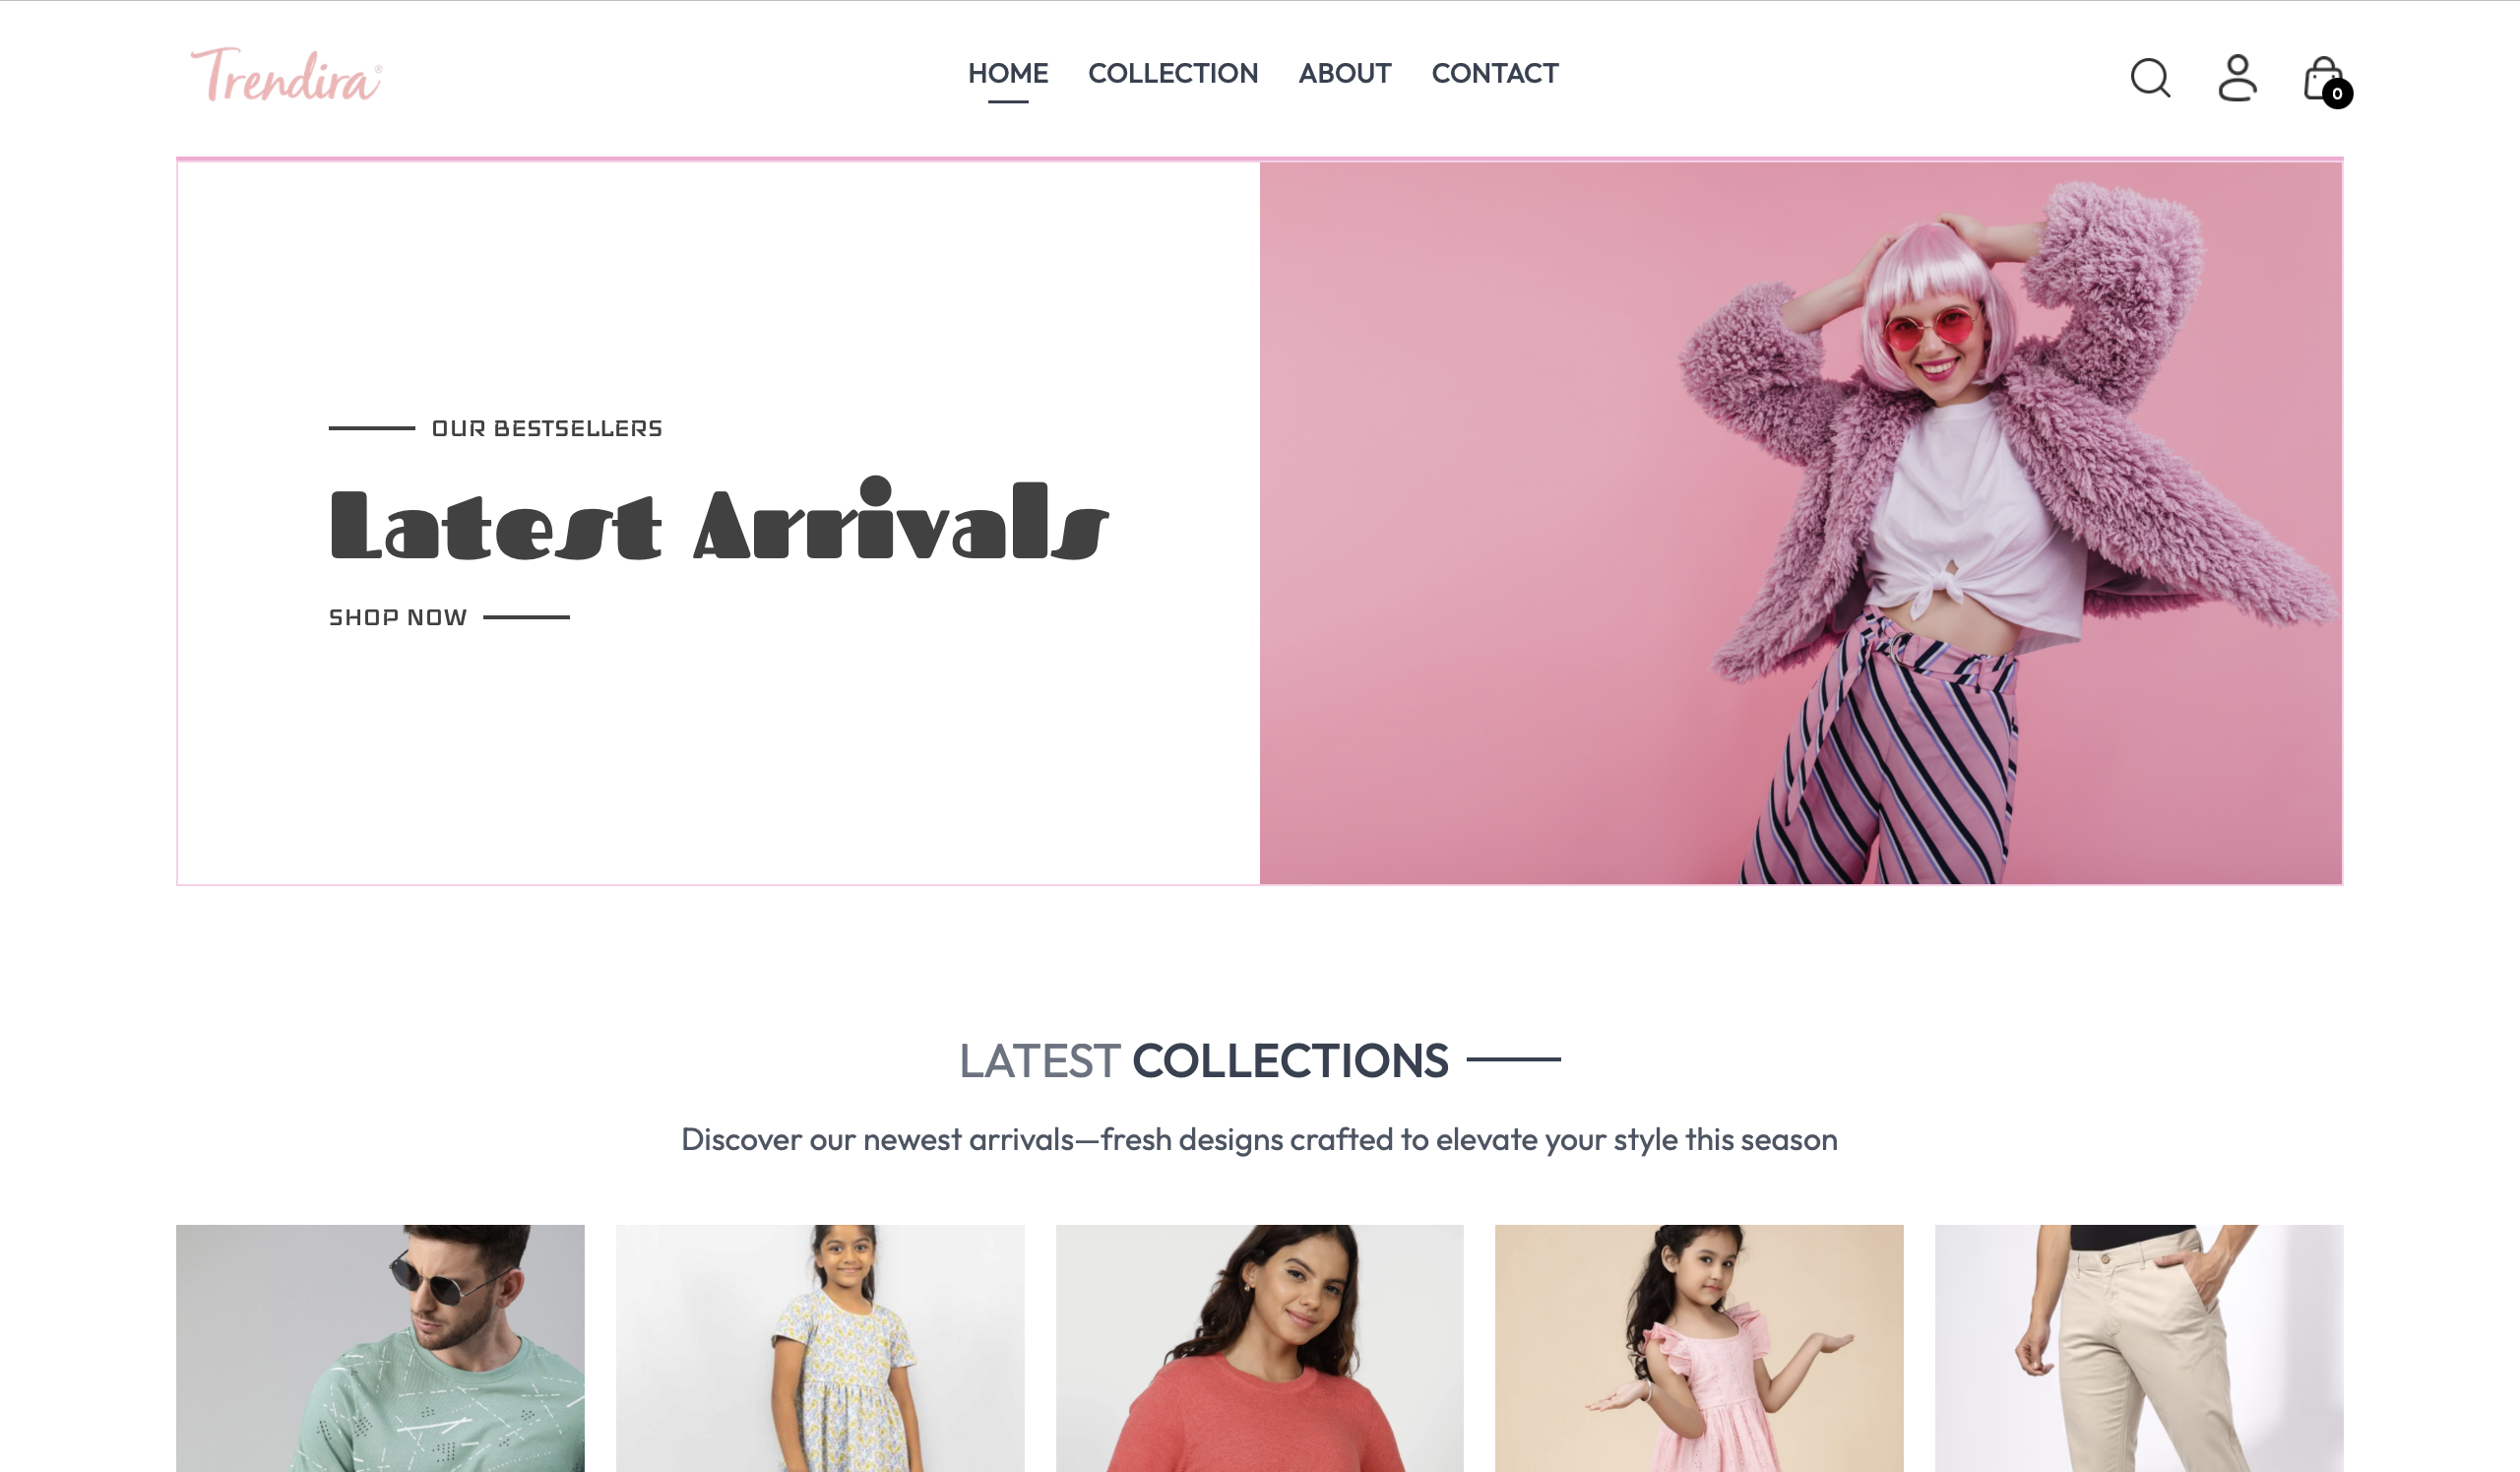 Trendira®
HOME COLLECTION ABOUT CONTACT
0
OUR BESTSELLERS
Latest Arrivals
SHOP NOW
LATEST COLLECTIONS
Discover our newest arrivals—fresh designs crafted to elevate your style this season